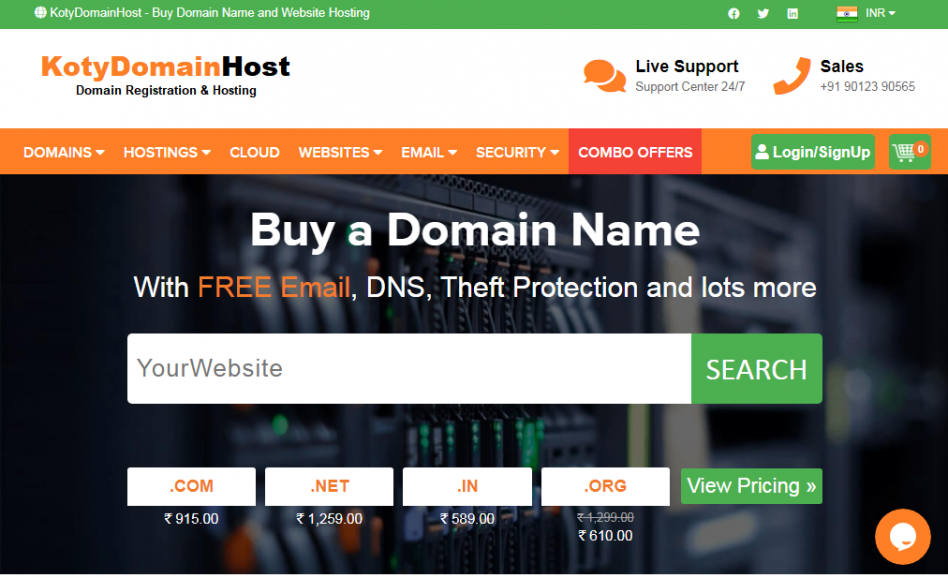 KotyDomainHost - Buy Domain Name and Website Hosting
INR
KotyDomainHost
Domain Registration & Hosting
Live Support
Support Center 24/7
Sales
+91 90123 90565
DOMAINS HOSTINGS CLOUD WEBSITES EMAIL SECURITY COMBO OFFERS
Login/SignUp
0
Buy a Domain Name
With FREE Email, DNS, Theft Protection and lots more
YourWebsite
SEARCH
.COM .NET .IN .ORG View Pricing »
₹ 915.00 ₹ 1,259.00 ₹ 589.00 ₹ 1,299.00
₹ 610.00